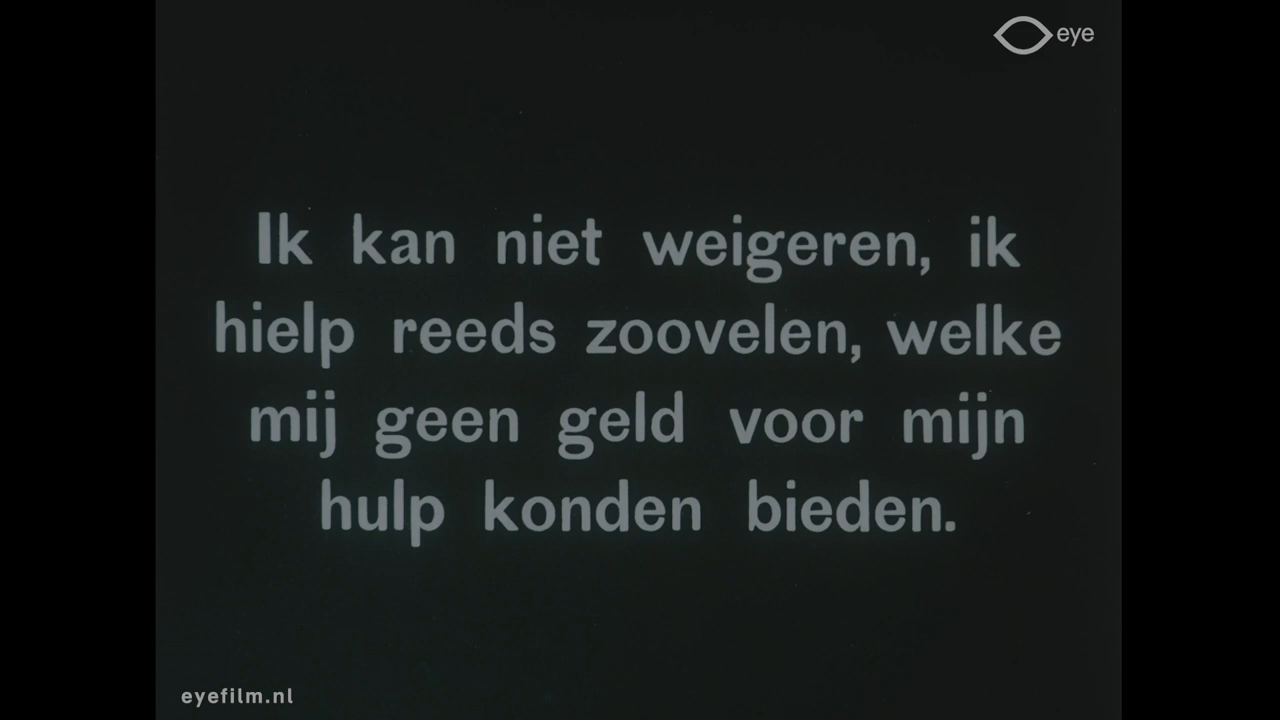 eye
Ik kan niet weigeren, ik
hielp reeds zoovelen, welke
mij geen geld voor mijn
hulp konden bieden.
eyefilm.nl